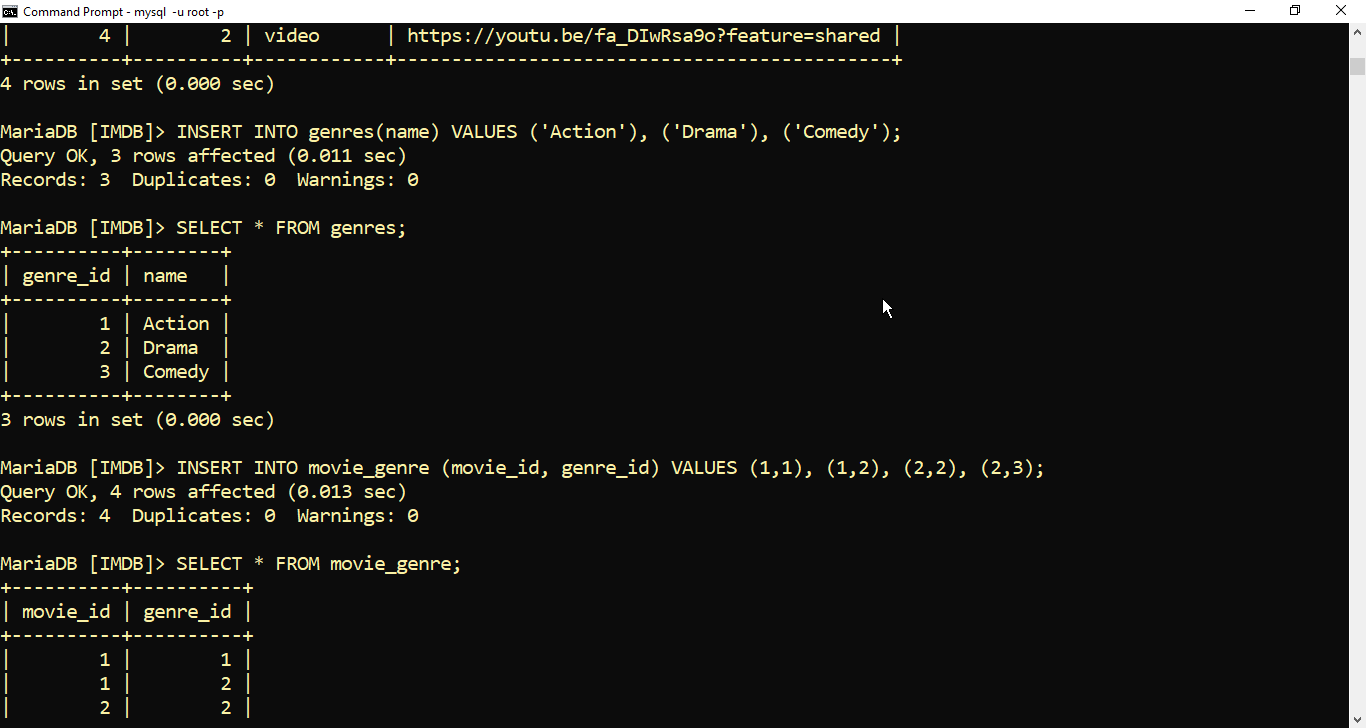 Command Prompt - mysql  -u root -p
|        4 |        2 | video      | https://youtu.be/fa_DIwRsa9o?feature=shared |
+----------+----------+------------+---------------------------------------------+
4 rows in set (0.000 sec)
MariaDB [IMDB]> INSERT INTO genres(name) VALUES ('Action'), ('Drama'), ('Comedy');
Query OK, 3 rows affected (0.011 sec)
Records: 3  Duplicates: 0  Warnings: 0
MariaDB [IMDB]> SELECT * FROM genres;
+----------+--------+
| genre_id | name   |
+----------+--------+
|        1 | Action |
|        2 | Drama  |
|        3 | Comedy |
+----------+--------+
3 rows in set (0.000 sec)
MariaDB [IMDB]> INSERT INTO movie_genre (movie_id, genre_id) VALUES (1,1), (1,2), (2,2), (2,3);
Query OK, 4 rows affected (0.013 sec)
Records: 4  Duplicates: 0  Warnings: 0
MariaDB [IMDB]> SELECT * FROM movie_genre;
+----------+----------+
| movie_id | genre_id |
+----------+----------+
|        1 |        1 |
|        1 |        2 |
|        2 |        2 |